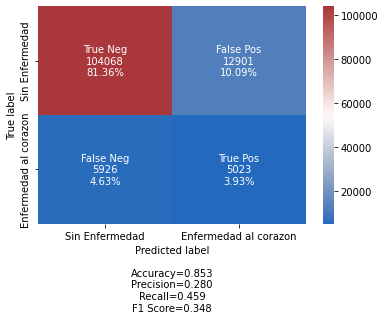 True label
Sin Enfermedad
Enfermedad al corazon
True Neg
104068
81.36%
False Pos
12901
10.09%
False Neg
5926
4.63%
True Pos
5023
3.93%
Sin Enfermedad
Enfermedad al corazon
Predicted label
Accuracy=0.853
Precision=0.280
Recall=0.459
F1 Score=0.348
100000
80000
60000
40000
20000